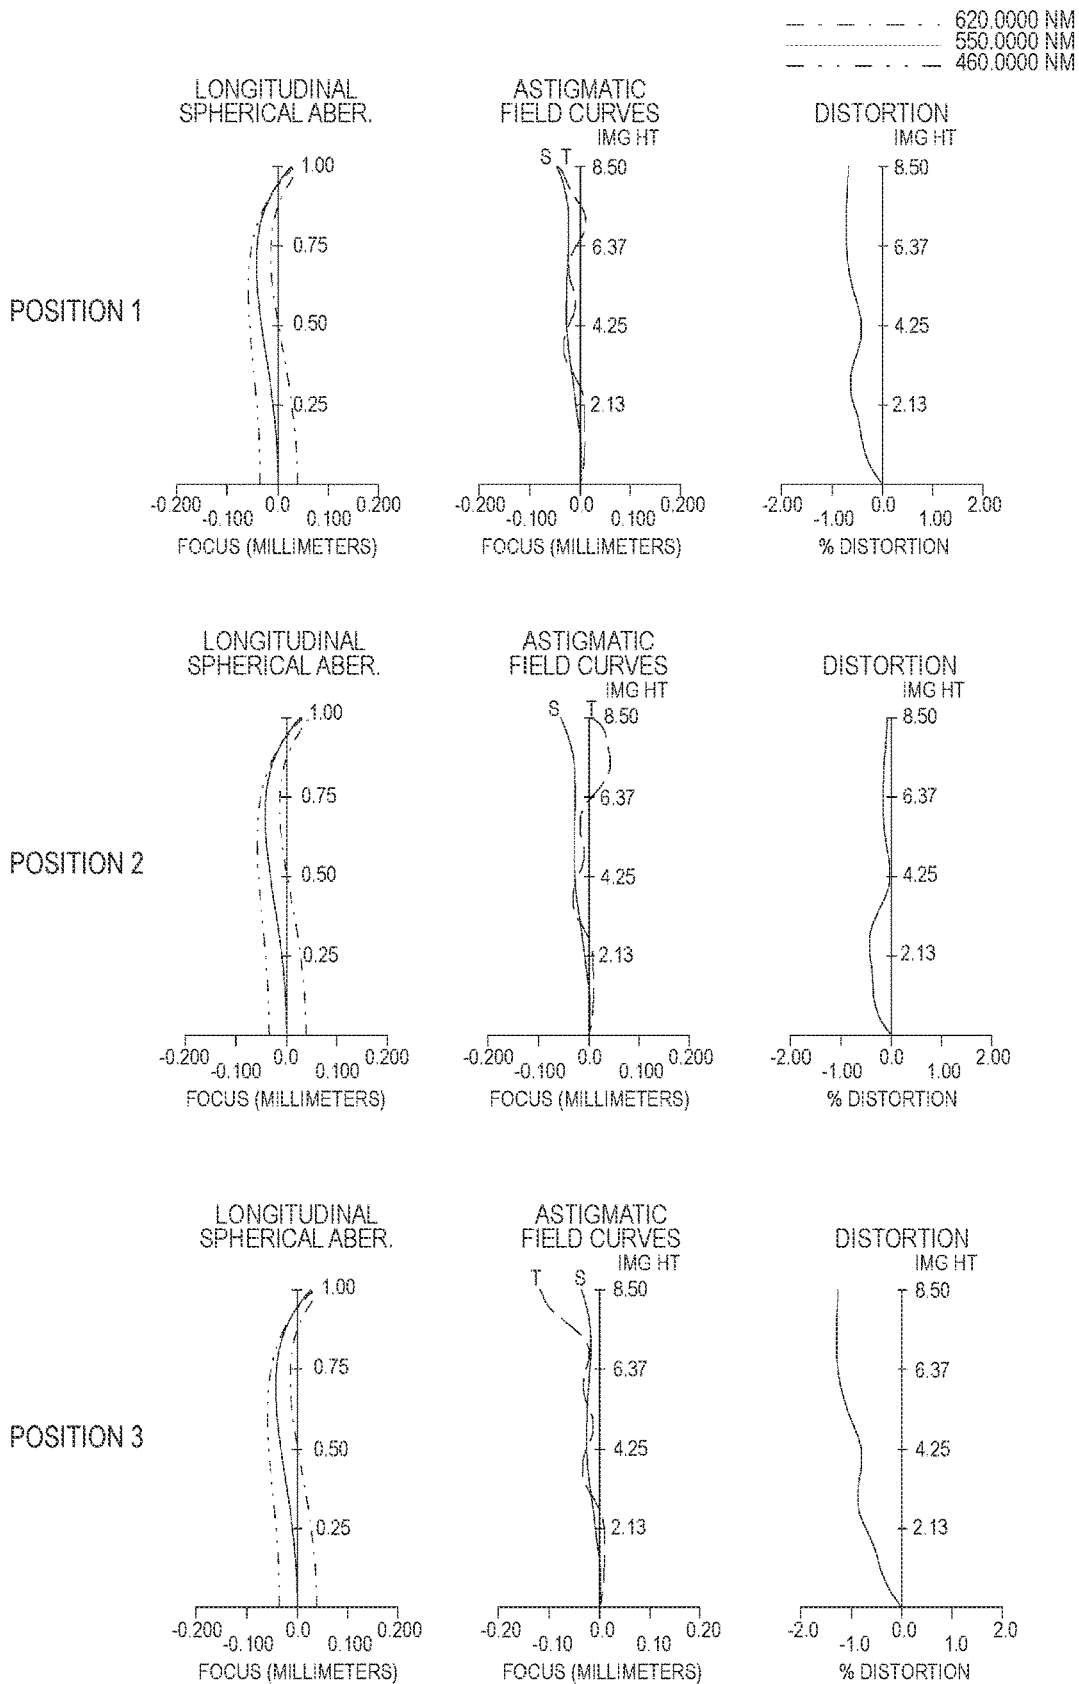 620.0000 NM
550.0000 NM
460.0000 NM
LONGITUDINAL
SPHERICAL ABER.
ASTIGMATIC
FIELD CURVES
IMG HT
DISTORTION
IMG HT
POSITION 1
1.00
0.75
0.50
0.25
S T
8.50
6.37
4.25
2.13
8.50
6.37
4.25
2.13
-0.200 0.0 0.200
-0.100 0.100
FOCUS (MILLIMETERS)
-0.200 0.0 0.200
-0.100 0.100
FOCUS (MILLIMETERS)
-2.00 0.0 2.00
-1.00 1.00
% DISTORTION
LONGITUDINAL
SPHERICAL ABER.
ASTIGMATIC
FIELD CURVES
IMG HT
DISTORTION
IMG HT
POSITION 2
1.00
0.75
0.50
0.25
S T
8.50
6.37
4.25
2.13
8.50
6.37
4.25
2.13
-0.200 0.0 0.200
-0.100 0.100
FOCUS (MILLIMETERS)
-0.200 0.0 0.200
-0.100 0.100
FOCUS (MILLIMETERS)
-2.00 0.0 2.00
-1.00 1.00
% DISTORTION
LONGITUDINAL
SPHERICAL ABER.
ASTIGMATIC
FIELD CURVES
IMG HT
DISTORTION
IMG HT
POSITION 3
1.00
0.75
0.50
0.25
T S
8.50
6.37
4.25
2.13
8.50
6.37
4.25
2.13
-0.200 0.0 0.200
-0.100 0.100
FOCUS (MILLIMETERS)
-0.20 0.0 0.20
-0.10 0.10
FOCUS (MILLIMETERS)
-2.0 0.0 2.0
-1.0 1.0
% DISTORTION